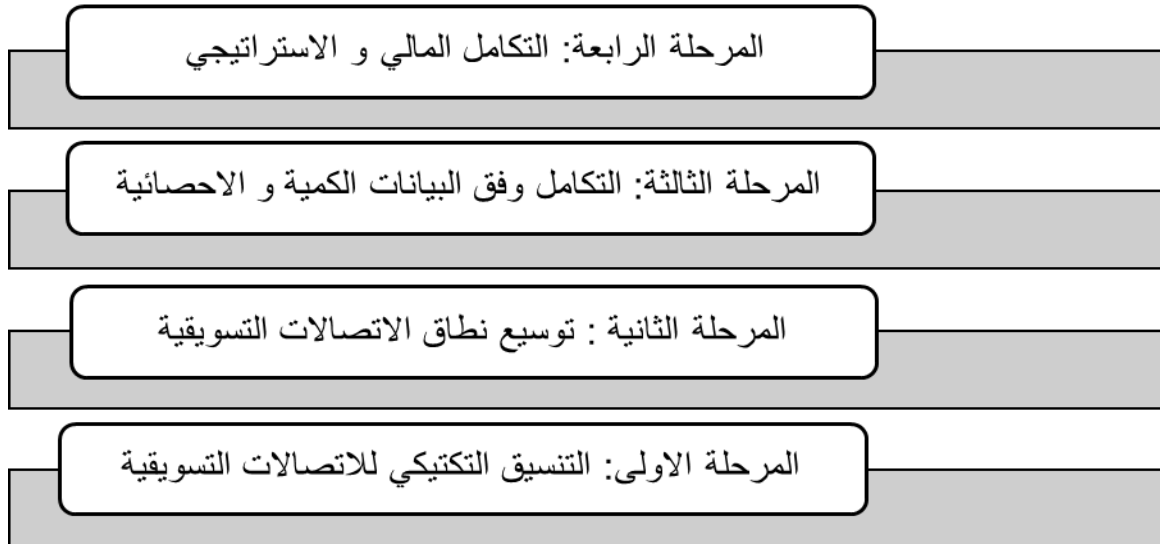 المرحلة الرابعة: التكامل المالي و الاستراتيجي
المرحلة الثالثة: التكامل وفق البيانات الكمية و الاحصائية
المرحلة الثانية : توسيع نطاق الاتصالات التسويقية
المرحلة الاولى: التنسيق التكتيكي للاتصالات التسويقية